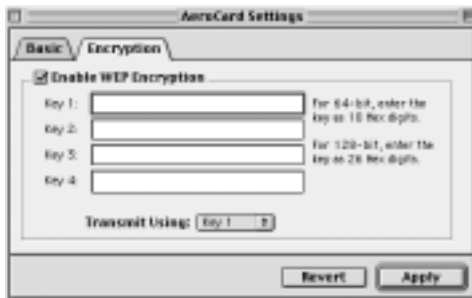 AeroCard Settings
Basic
Encryption
Enable WEP Encryption
Key 1:
For 64-bit, enter the
key as 10 Hex digits.
Key 2:
Key 3:
For 128-bit, enter the
key as 26 Hex digits.
Key 4:
Transmit Using: Key 1
Revert
Apply